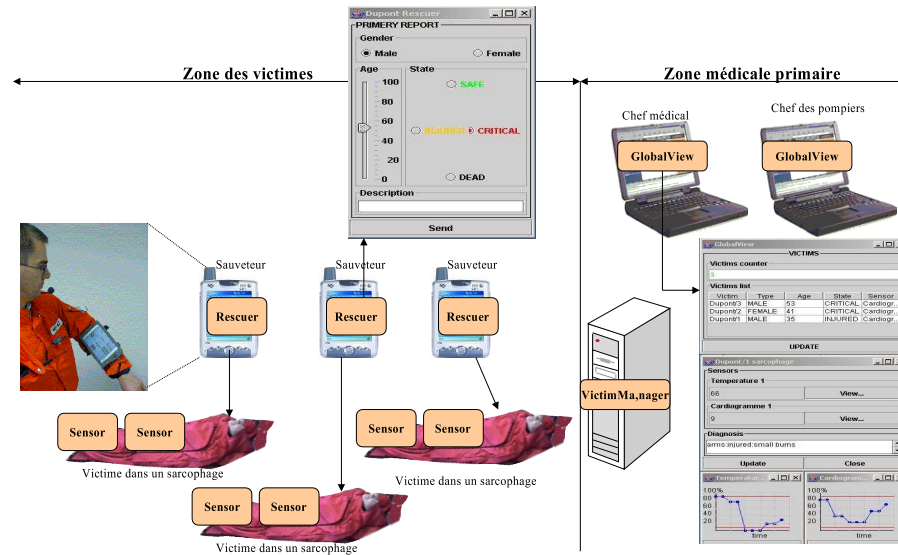 Dupont Rescuer
PRIMERY REPORT
Gender
Male
Female
Age
State
100
80
60
40
20
0
SAFE
INJURED
CRITICAL
DEAD
Description
Send
Zone des victimes
Zone médicale primaire
Chef médical
Chef des pompiers
GlobalView
GlobalView
Sauveteur
Sauveteur
Sauveteur
Rescuer
Rescuer
Rescuer
Sensor
Sensor
Victime dans un sarcophage
Sensor
Sensor
Victime dans un sarcophage
Sensor
Sensor
Victime dans un sarcophage
VictimMa,nager
GlobalView
VICTIMS
Victims counter
3
Victims list
Victim Type Age State Sensor
Dupont/3 MALE 53 CRITICAL Cardiogr...
Dupont/2 FEMALE 41 CRITICAL Cardiogr...
Dupont/1 MALE 35 INJURED Cardiogr...
UPDATE
Dupont/1 sarcophage
Sensors
Temperature 1
66 View...
Cardiogramme 1
9 View...
Diagnosis
arms:injured:small burns
Update Close
Temperatur...
100%
80
60
40
20
time
Cardiogram...
100%
80
60
40
20
time